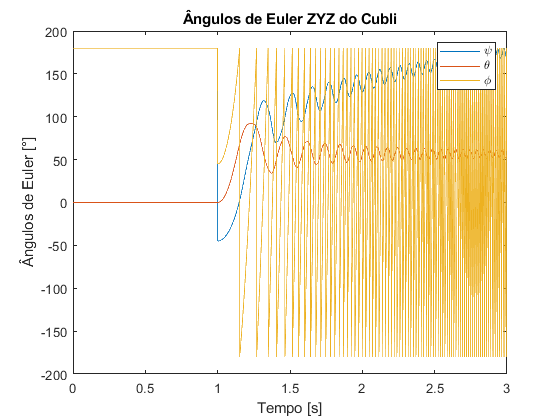 Ângulos de Euler ZYZ do Cubli
200
150
100
50
0
-50
-100
-150
-200
Ângulos de Euler [°]
ψ
θ
ϕ
0
0.5
1
1.5
2
2.5
3
Tempo [s]